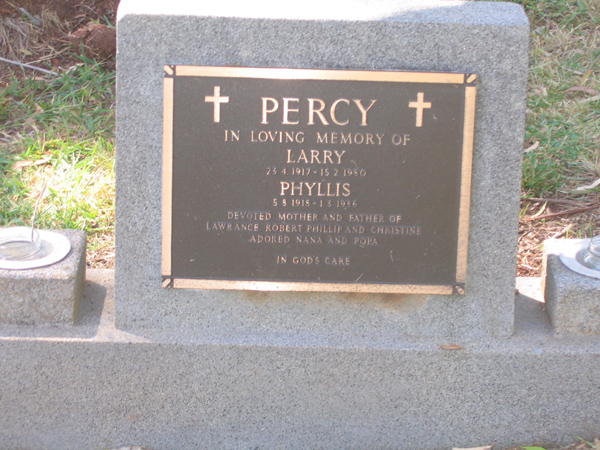 PERCY
IN LOVING MEMORY OF
LARRY
23.4.1917 - 15.2.1980
PHYLLIS
5.8.1918 - 1.3.1986
DEVOTED MOTHER AND FATHER OF
LAWRANCE ROBERT PHILLIP AND CHRISTINE
ADORED NANA AND POPA
IN GOD'S CARE